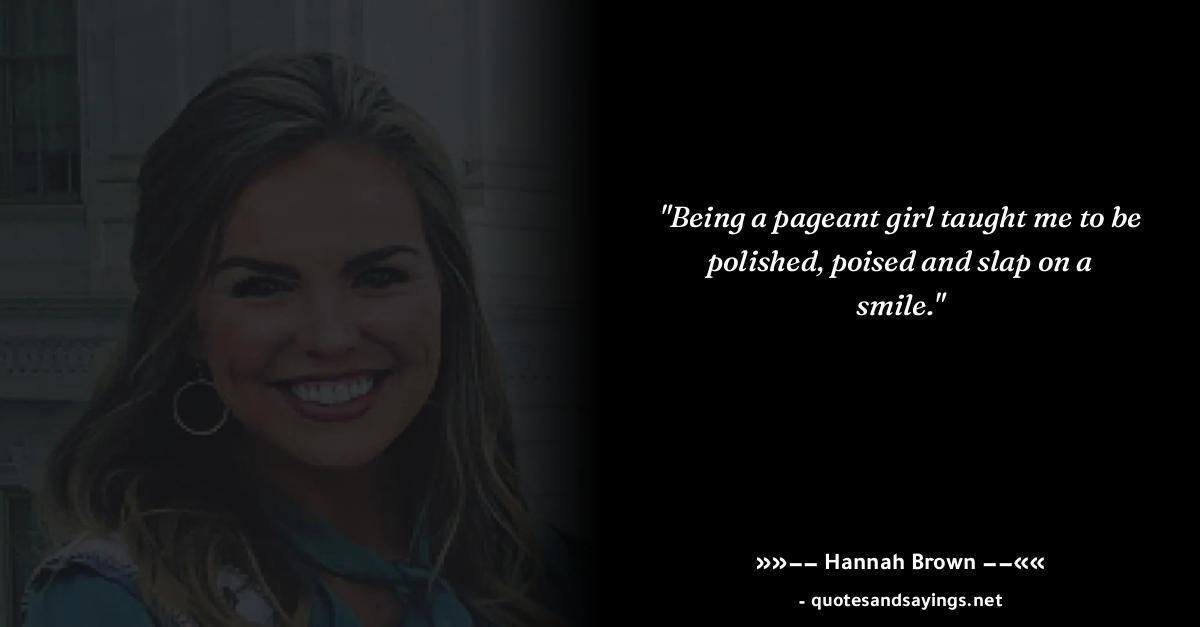 "Being a pageant girl taught me to be
polished, poised and slap on a
smile."
»»−− Hannah Brown −−««
- quotesandsayings.net